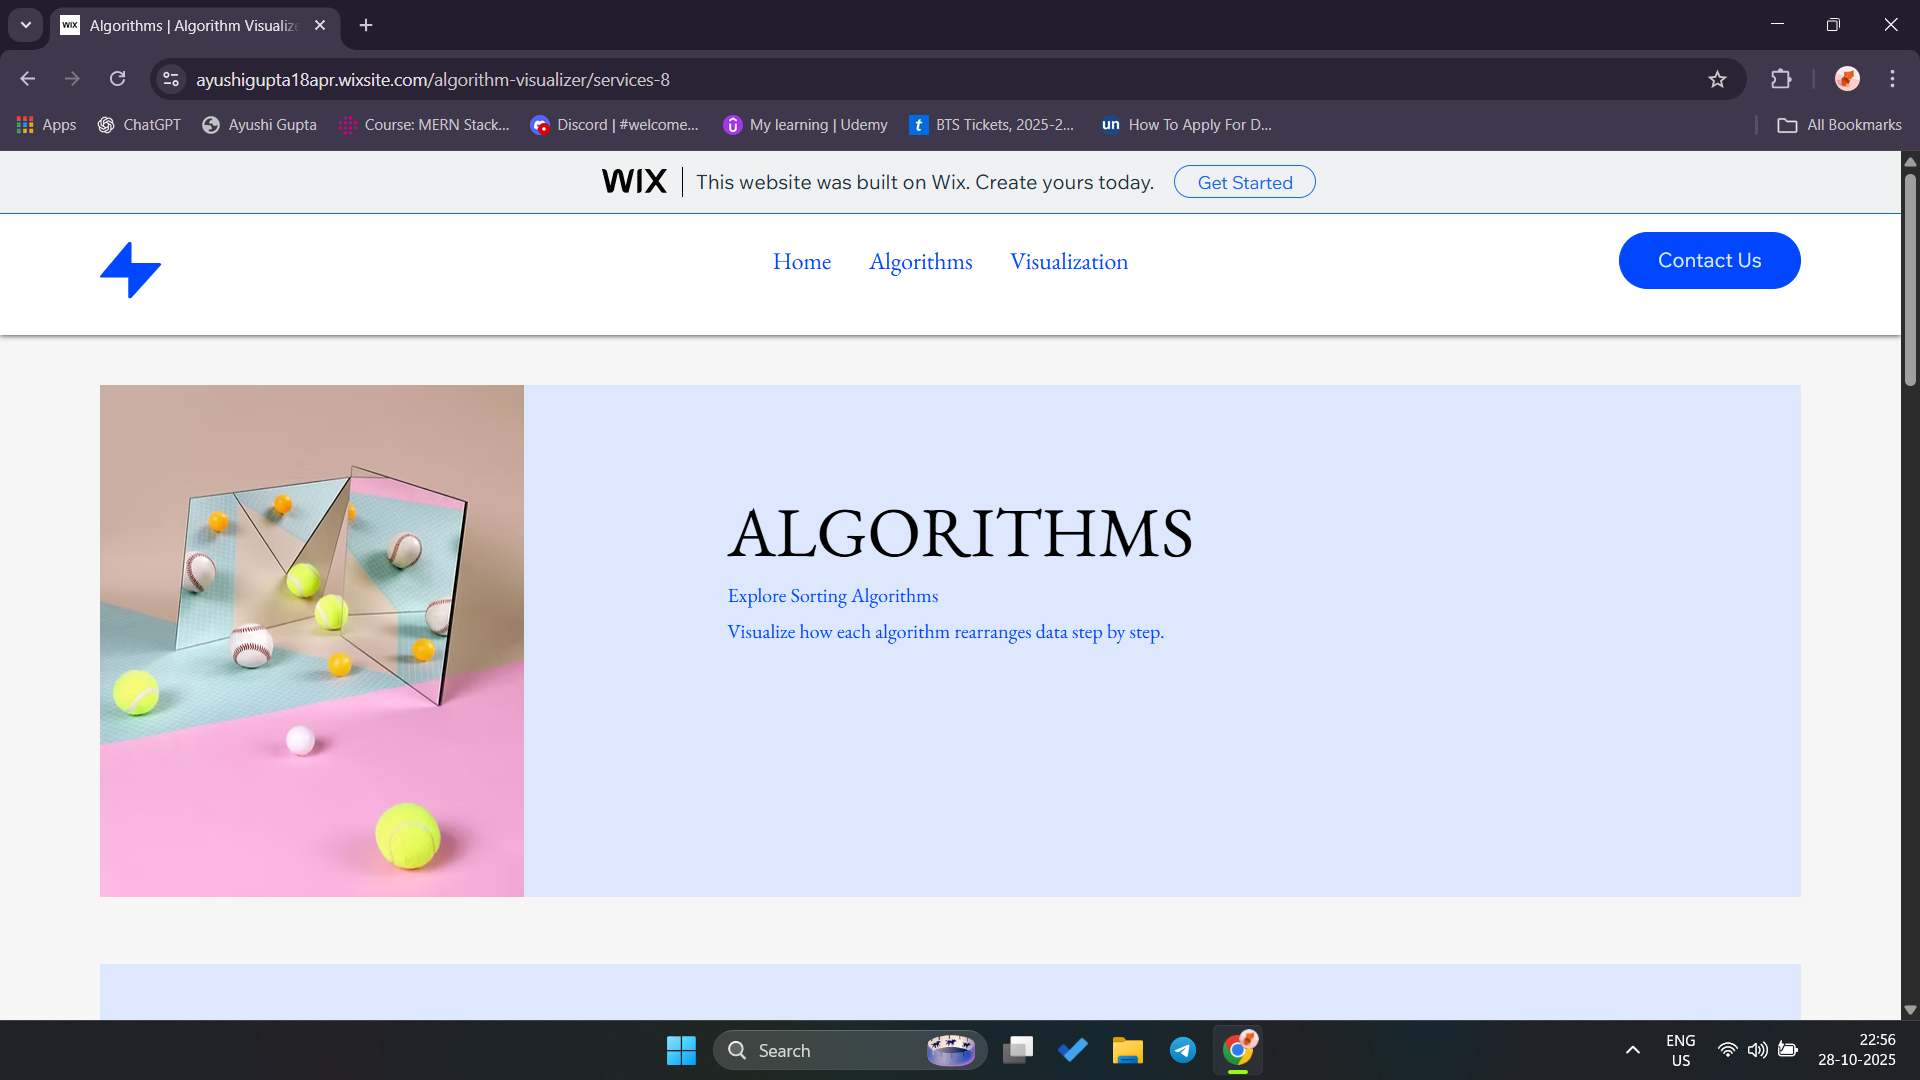 WIX Algorithms | Algorithm Visualiz
ayushigupta18apr.wixsite.com/algorithm-visualizer/services-8
Apps ChatGPT Ayushi Gupta Course: MERN Stack... Discord | #welcome... My learning | Udemy BTS Tickets, 2025-2... How To Apply For D... All Bookmarks
WIX This website was built on Wix. Create yours today. Get Started
Home Algorithms Visualization Contact Us
ALGORITHMS
Explore Sorting Algorithms
Visualize how each algorithm rearranges data step by step.
Search
ENG
US
22:56
28-10-2025